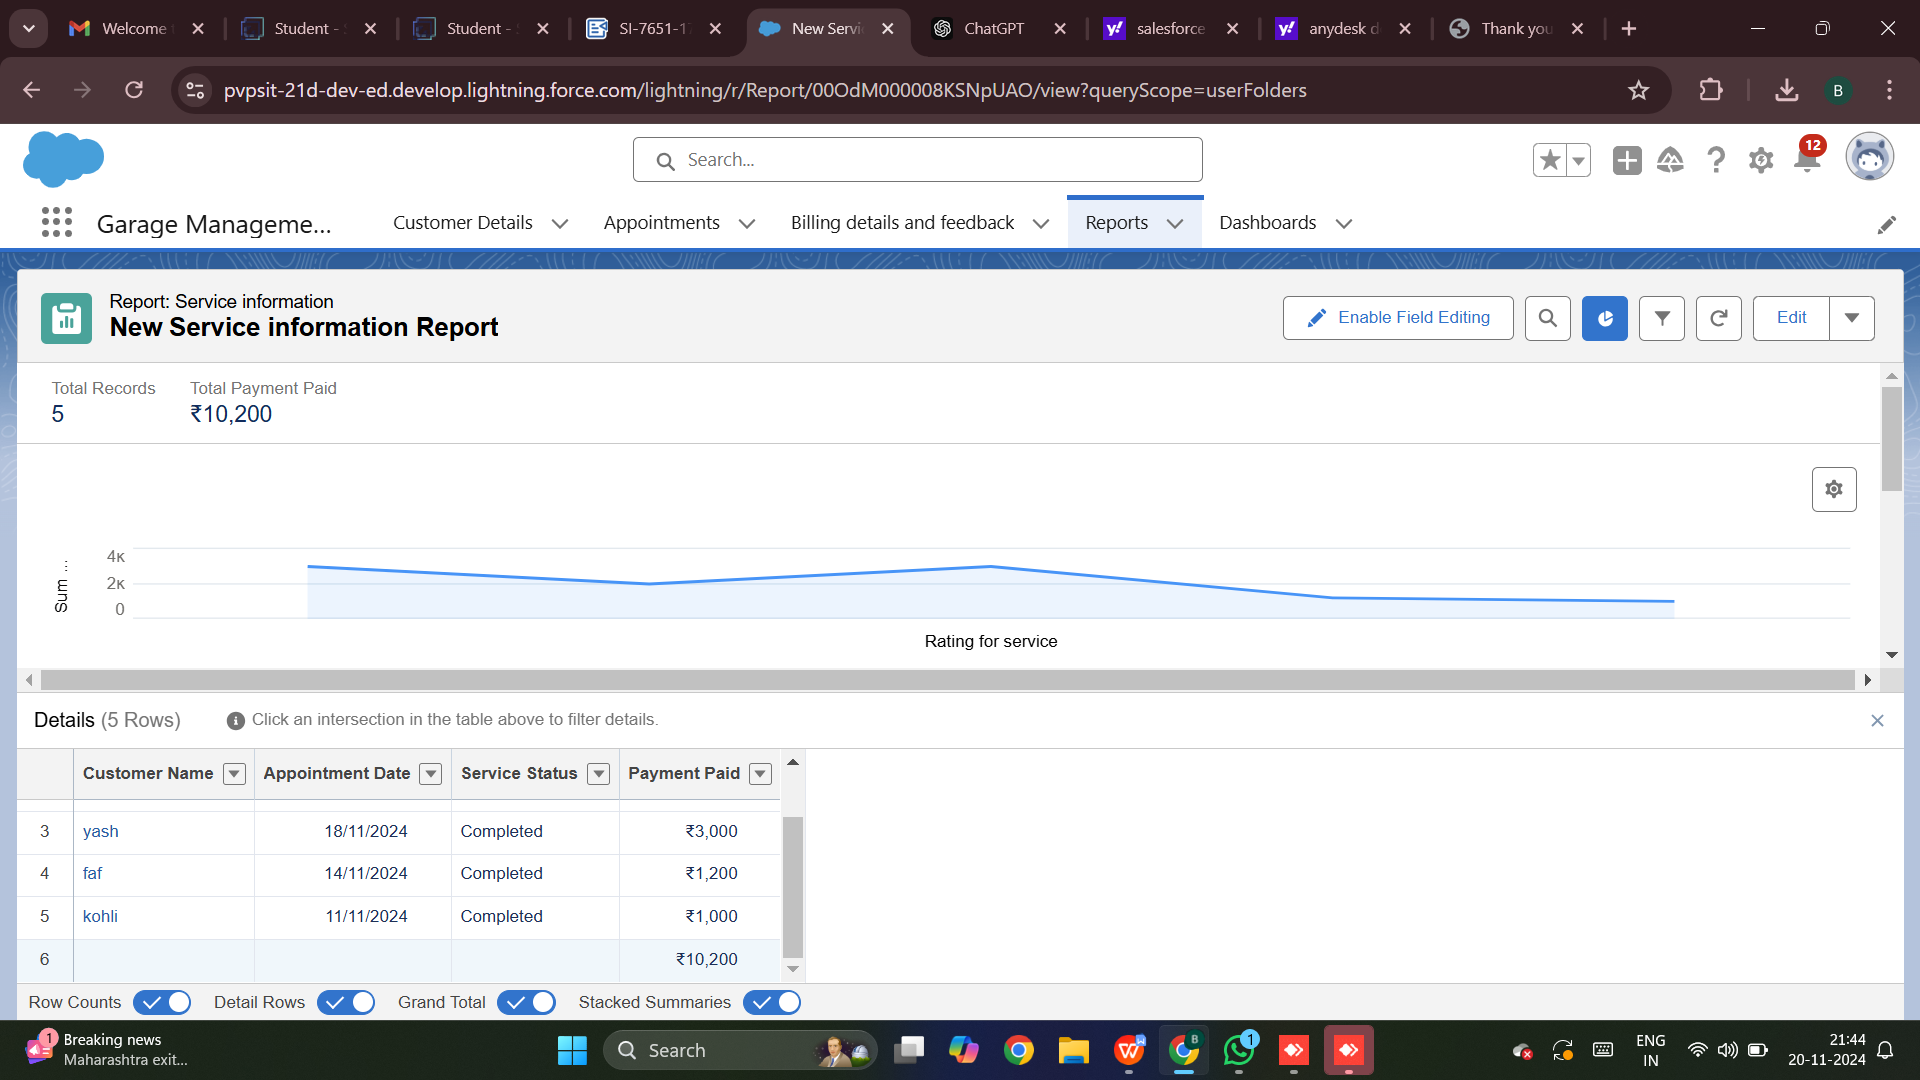 Welcome
Student -
Student -
SI-7651-17
New Servi
ChatGPT
salesforce
anydesk d
Thank you
pvpsit-21d-dev-ed.develop.lightning.force.com/lightning/r/Report/00OdM000008KSNpUAO/view?queryScope=userFolders
B
Search...
12
Garage Manageme...
Customer Details
Appointments
Billing details and feedback
Reports
Dashboards
Report: Service information
New Service information Report
Enable Field Editing
Edit
Total Records
5
Total Payment Paid
₹10,200
Sum ...
4K
2K
0
Rating for service
Details (5 Rows)
Click an intersection in the table above to filter details.
Customer Name Appointment Date Service Status Payment Paid
3 yash 18/11/2024 Completed ₹3,000
4 faf 14/11/2024 Completed ₹1,200
5 kohli 11/11/2024 Completed ₹1,000
6 ₹10,200
Row Counts Detail Rows Grand Total Stacked Summaries
1
Breaking news
Maharashtra exit...
Search
B
1
ENG
IN
21:44
20-11-2024